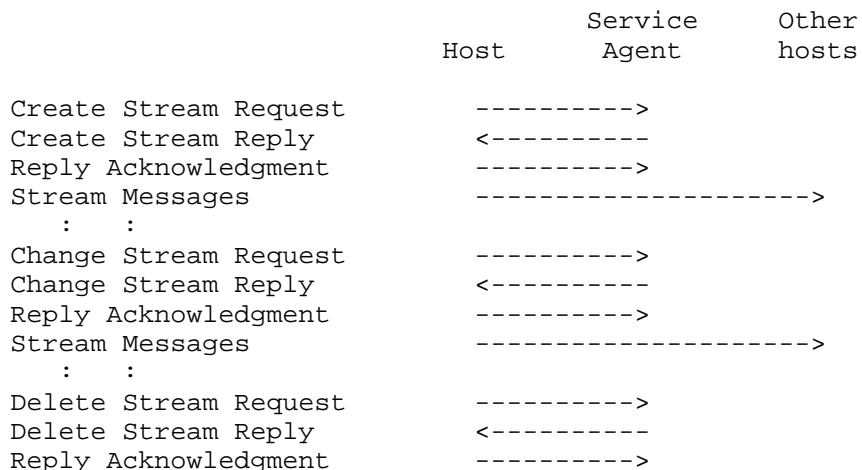 Service      Other
                       Host       Agent       hosts

Create Stream Request    ---------->
Create Stream Reply      <----------
Reply Acknowledgment     ---------->
Stream Messages          --------------------->
   :   :
Change Stream Request    ---------->
Change Stream Reply      <----------
Reply Acknowledgment     ---------->
Stream Messages          --------------------->
   :   :
Delete Stream Request    ---------->
Delete Stream Reply      <----------
Reply Acknowledgment     ---------->